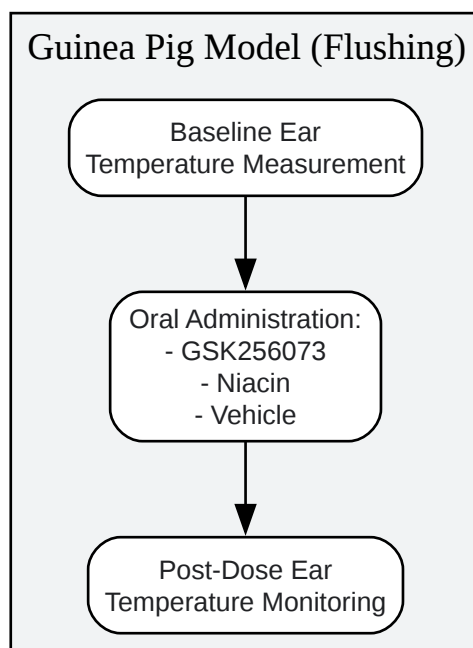 Guinea Pig Model (Flushing)
Baseline Ear
Temperature Measurement
Oral Administration:
- GSK256073
- Niacin
- Vehicle
Post-Dose Ear
Temperature Monitoring